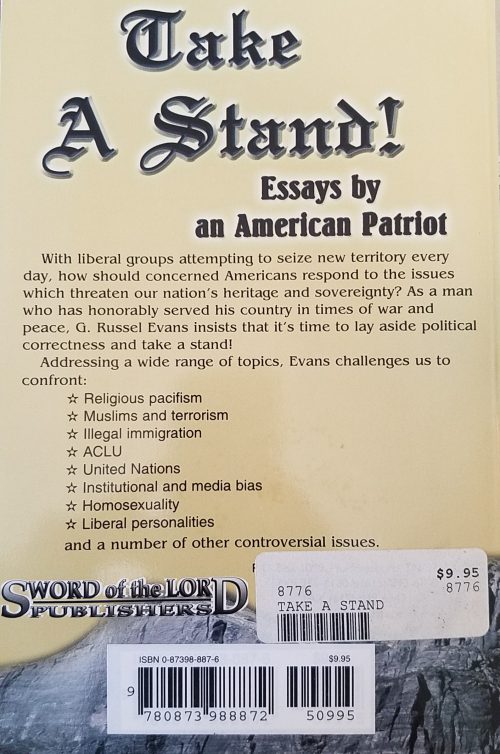 Take
A Stand!
Essays by
an American Patriot
With liberal groups attempting to seize new territory every
day, how should concerned Americans respond to the issues
which threaten our nation's heritage and sovereignty? As a man
who has honorably served his country in times of war and
peace, G. Russel Evans insists that it's time to lay aside political
correctness and take a stand!
Addressing a wide range of topics, Evans challenges us to
confront:
☆ Religious pacifism
☆ Muslims and terrorism
☆ Illegal immigration
☆ ACLU
☆ United Nations
☆ Institutional and media bias
☆ Homosexuality
☆ Liberal personalities
and a number of other controversial issues.
$9.95
8776 8776
TAKE A STAND
SWORD of the LORD
PUBLISHERS
ISBN 0-87398-887-6 $9.95
9 780873 988872 50995